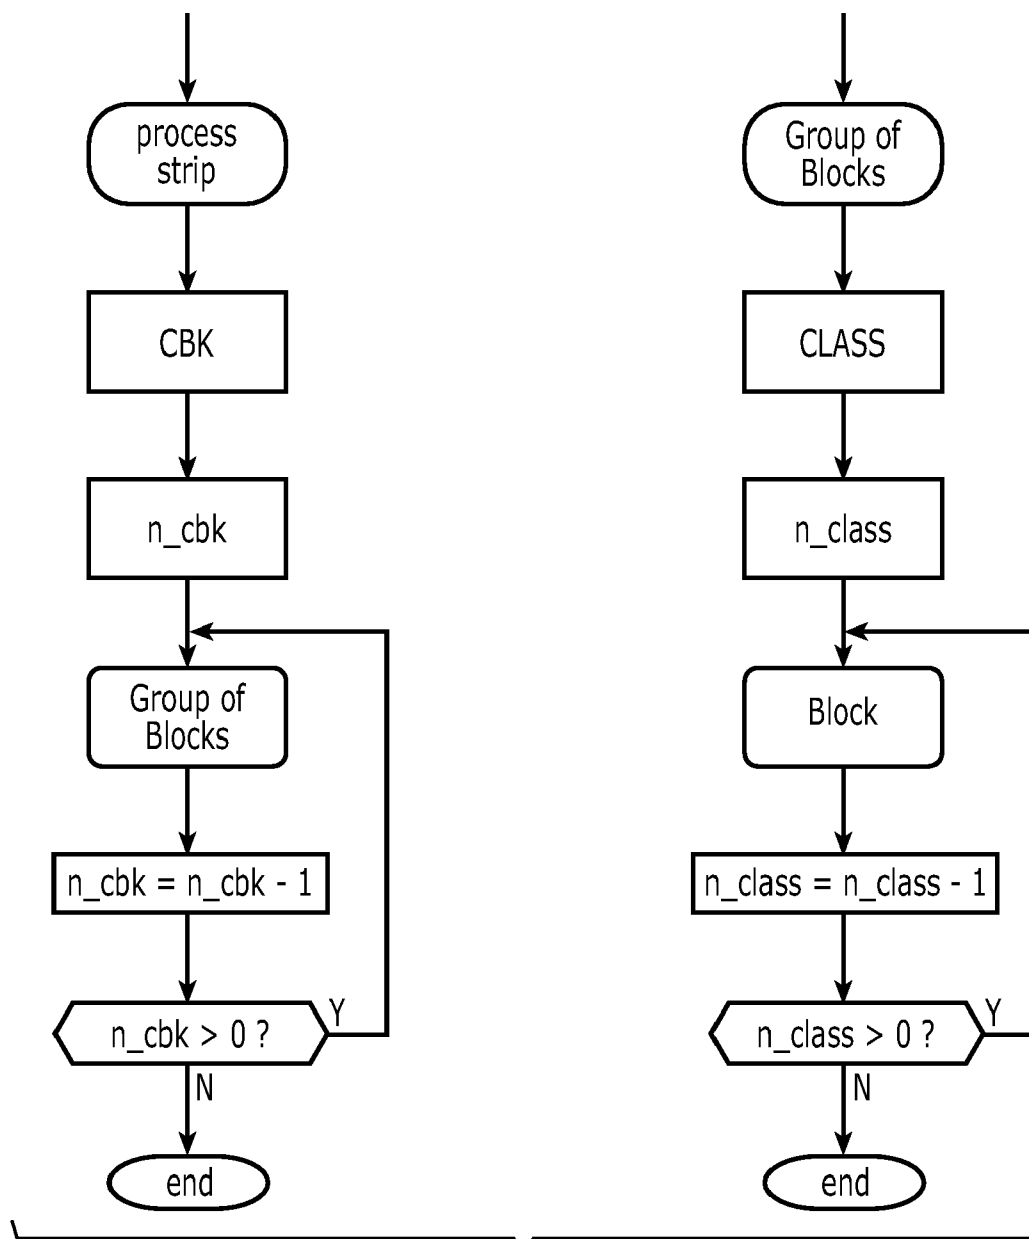 process
strip
CBK
n_cbk
Group of
Blocks
n_cbk = n_cbk - 1
n_cbk > 0 ?
Y
N
end
Group of
Blocks
CLASS
n_class
Block
n_class = n_class - 1
n_class > 0 ?
Y
N
end